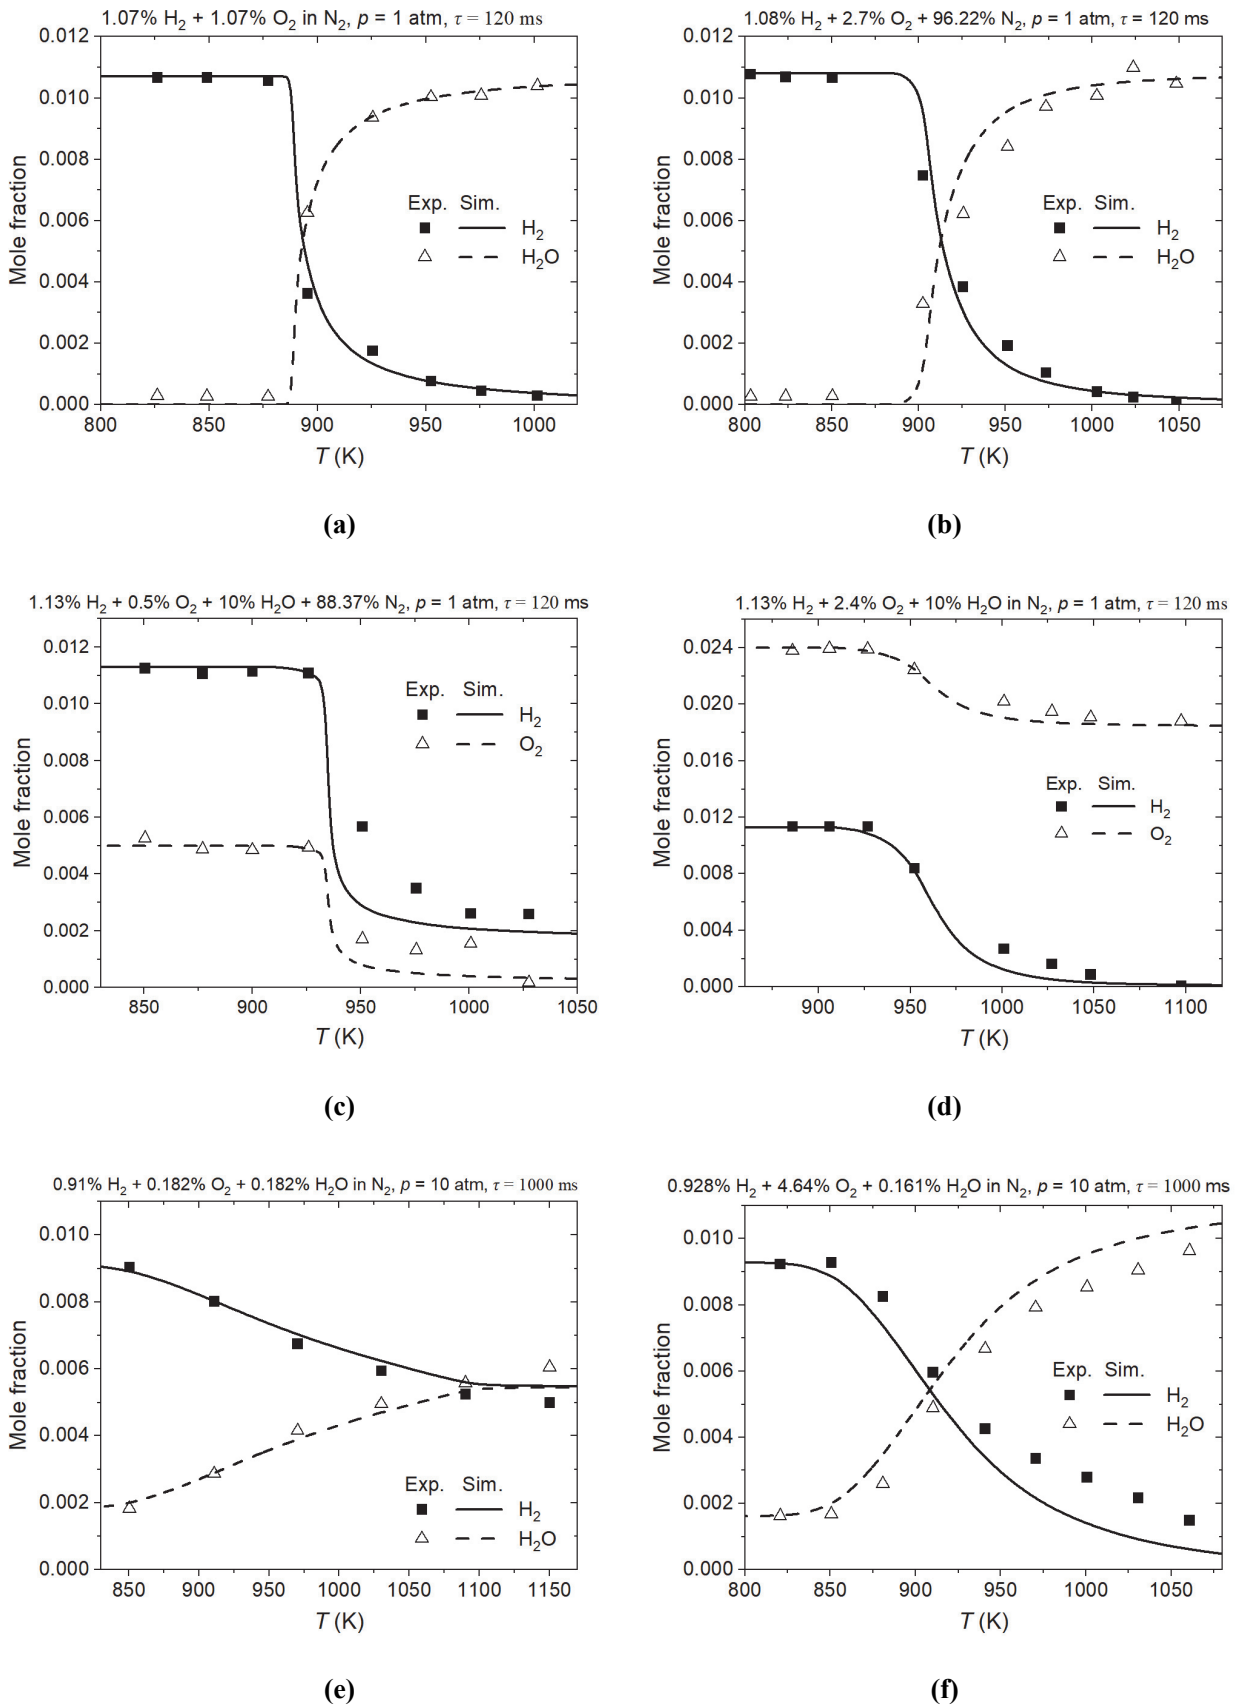 1.07% H₂ + 1.07% O₂ in N₂, p = 1 atm, τ = 120 ms
0.012
0.010
0.008
0.006
0.004
0.002
0.000
Mole fraction
Exp. Sim.
H₂
H₂O
800 850 900 950 1000
T (K)
(a)
1.08% H₂ + 2.7% O₂ + 96.22% N₂, p = 1 atm, τ = 120 ms
0.012
0.010
0.008
0.006
0.004
0.002
0.000
Mole fraction
Exp. Sim.
H₂
H₂O
800 850 900 950 1000 1050
T (K)
(b)
1.13% H₂ + 0.5% O₂ + 10% H₂O + 88.37% N₂, p = 1 atm, τ = 120 ms
0.012
0.010
0.008
0.006
0.004
0.002
0.000
Mole fraction
Exp. Sim.
H₂
O₂
850 900 950 1000 1050
T (K)
(c)
1.13% H₂ + 2.4% O₂ + 10% H₂O in N₂, p = 1 atm, τ = 120 ms
0.024
0.020
0.016
0.012
0.008
0.004
0.000
Mole fraction
Exp. Sim.
H₂
O₂
900 950 1000 1050 1100
T (K)
(d)
0.91% H₂ + 0.182% O₂ + 0.182% H₂O in N₂, p = 10 atm, τ = 1000 ms
0.010
0.008
0.006
0.004
0.002
0.000
Mole fraction
Exp. Sim.
H₂
H₂O
850 900 950 1000 1050 1100 1150
T (K)
(e)
0.928% H₂ + 4.64% O₂ + 0.161% H₂O in N₂, p = 10 atm, τ = 1000 ms
0.010
0.008
0.006
0.004
0.002
0.000
Mole fraction
Exp. Sim.
H₂
H₂O
800 850 900 950 1000 1050
T (K)
(f)